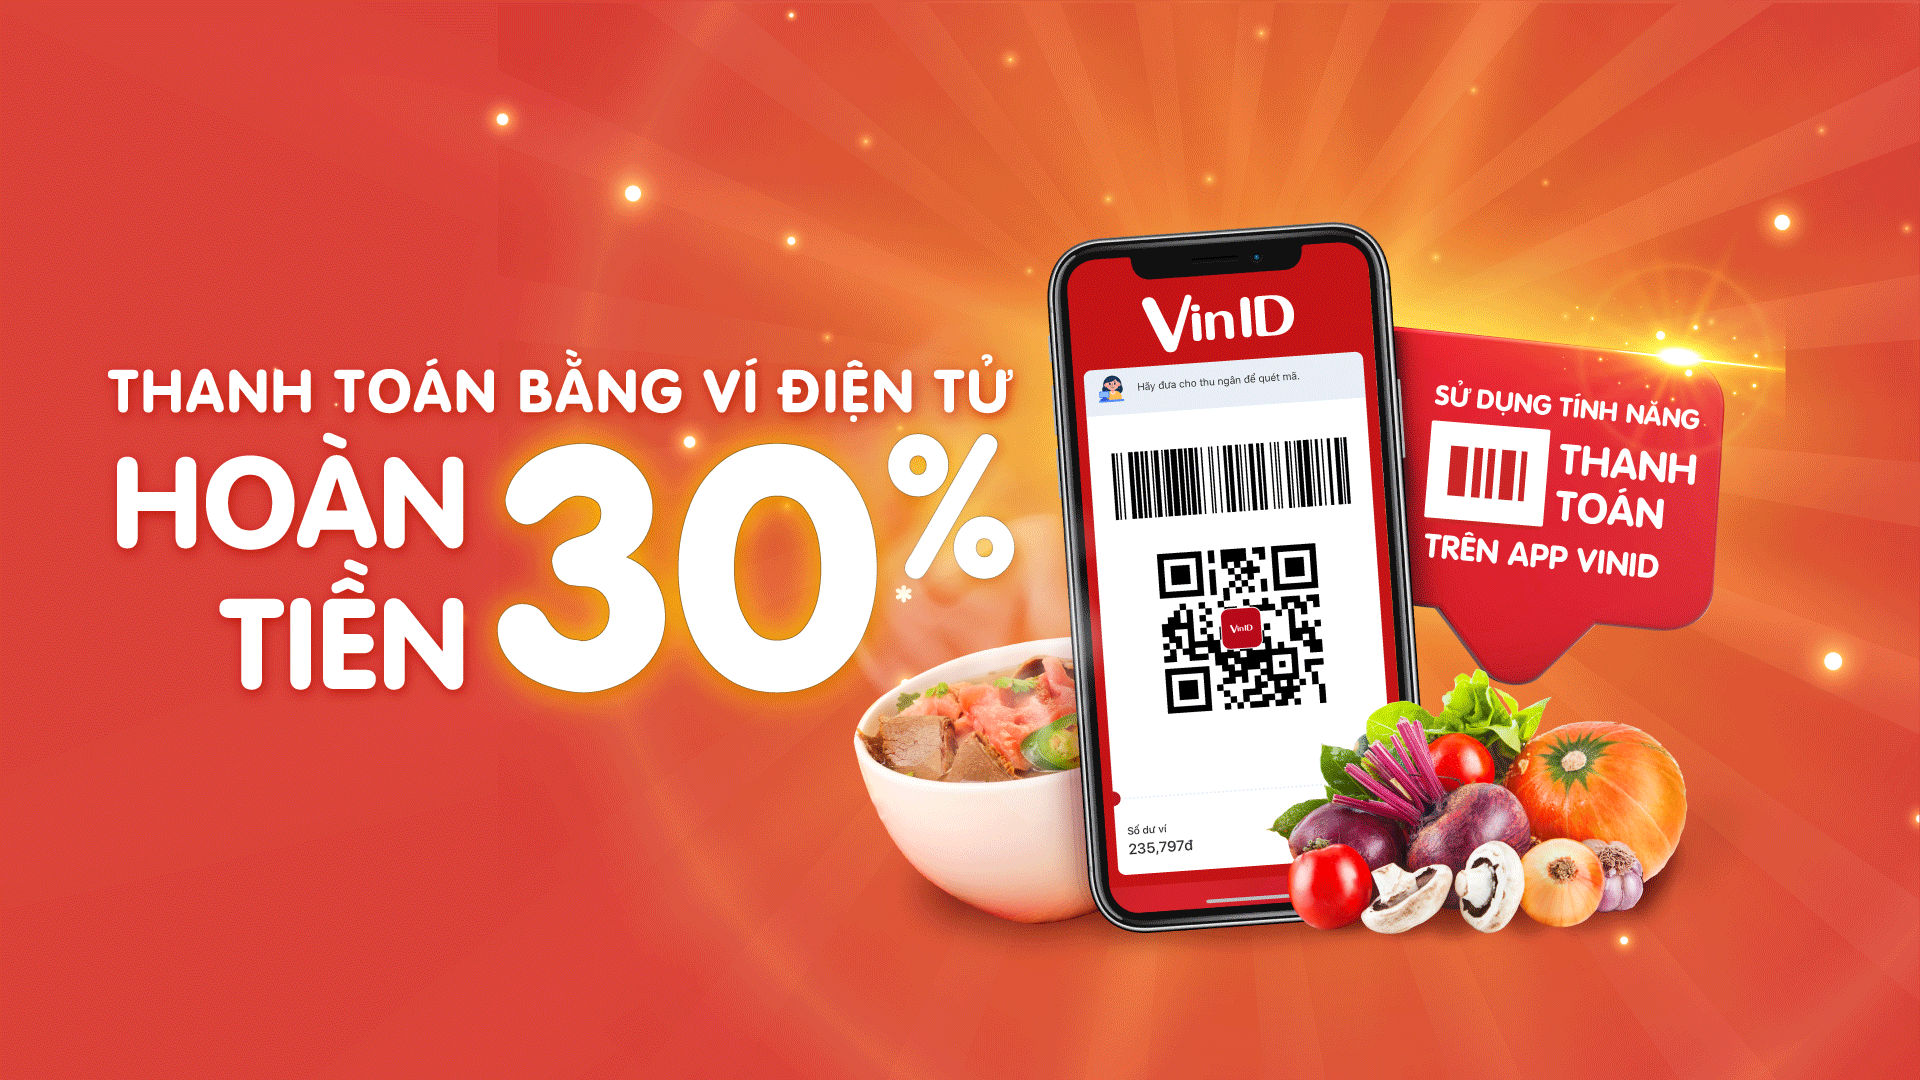 THANH TOÁN BẰNG VÍ ĐIỆN TỬ
HOÀN
TIỀN
30%*
VinID
Hãy đưa cho thu ngân để quét mã.
VinID
Số dư ví
235,797đ
SỬ DỤNG TÍNH NĂNG
THANH
TOÁN
TRÊN APP VINID